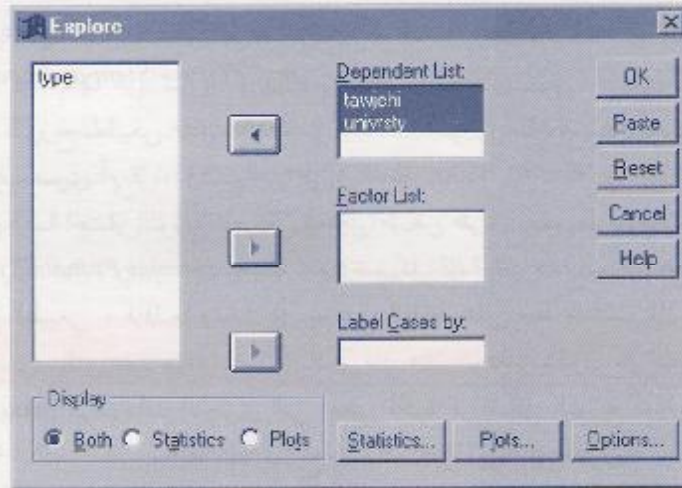 Explore
type
Dependent List:
tawjehi
univrsty
Factor List:
Label Cases by:
OK
Paste
Reset
Cancel
Help
Display
Both Statistics Plots
Statistics... Plots... Options...